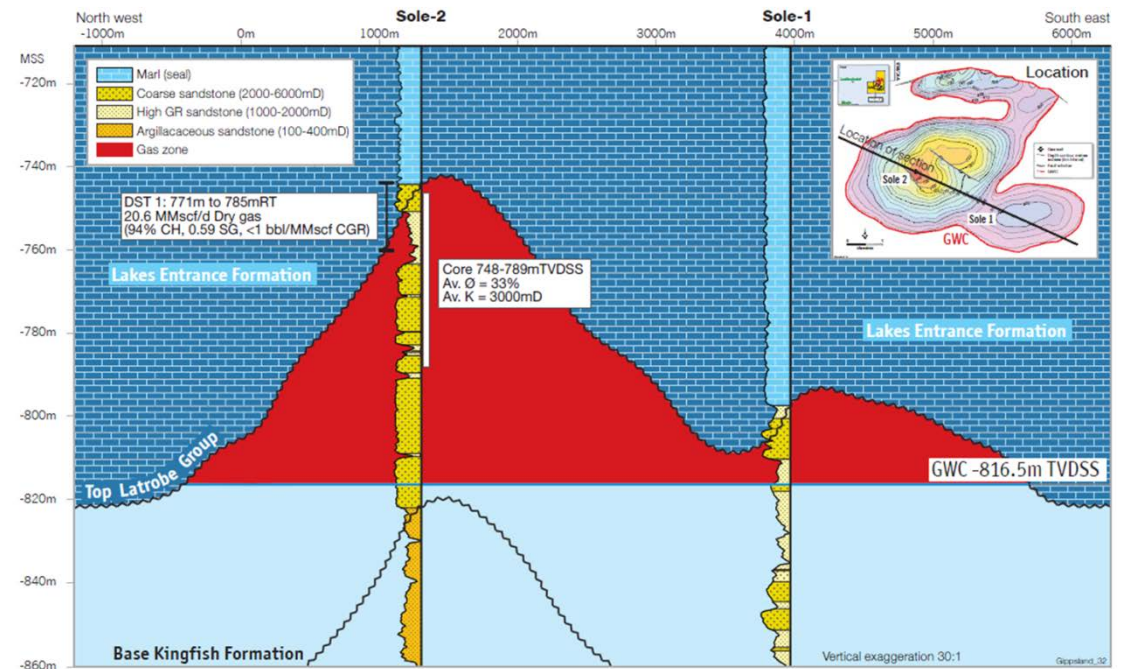 North west
Sole-2
Sole-1
South east
-1000m
0m
1000m
2000m
3000m
4000m
5000m
6000m
MSS
-720m
-740m
-760m
-780m
-800m
-820m
-840m
-860m
Marl (seal)
Coarse sandstone (2000-6000mD)
High GR sandstone (1000-2000mD)
Argillacaceous sandstone (100-400mD)
Gas zone
Location
Location of section
Sole 2
Sole 1
GWC
DST 1: 771m to 785mRT
20.6 MMscf/d Dry gas
(94% CH, 0.59 SG, <1 bbl/MMscf CGR)
Lakes Entrance Formation
Core 748-789mTVDSS
Av. Ø = 33%
Av. K = 3000mD
Lakes Entrance Formation
Top Latrobe Group
GWC -816.5m TVDSS
Base Kingfish Formation
Vertical exaggeration 30:1
Gippsland_32